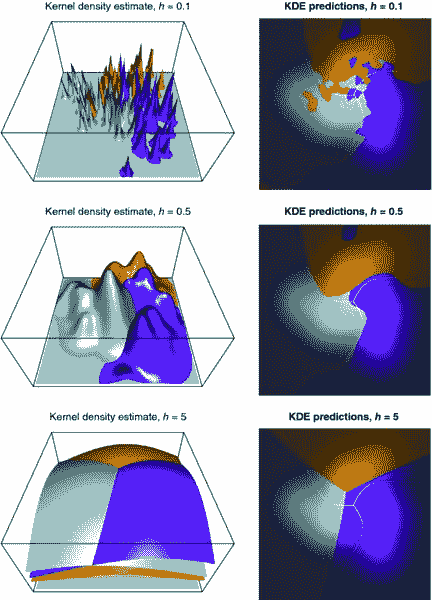 Kernel density estimate, h = 0.1
KDE predictions, h = 0.1
Kernel density estimate, h = 0.5
KDE predictions, h = 0.5
Kernel density estimate, h = 5
KDE predictions, h = 5